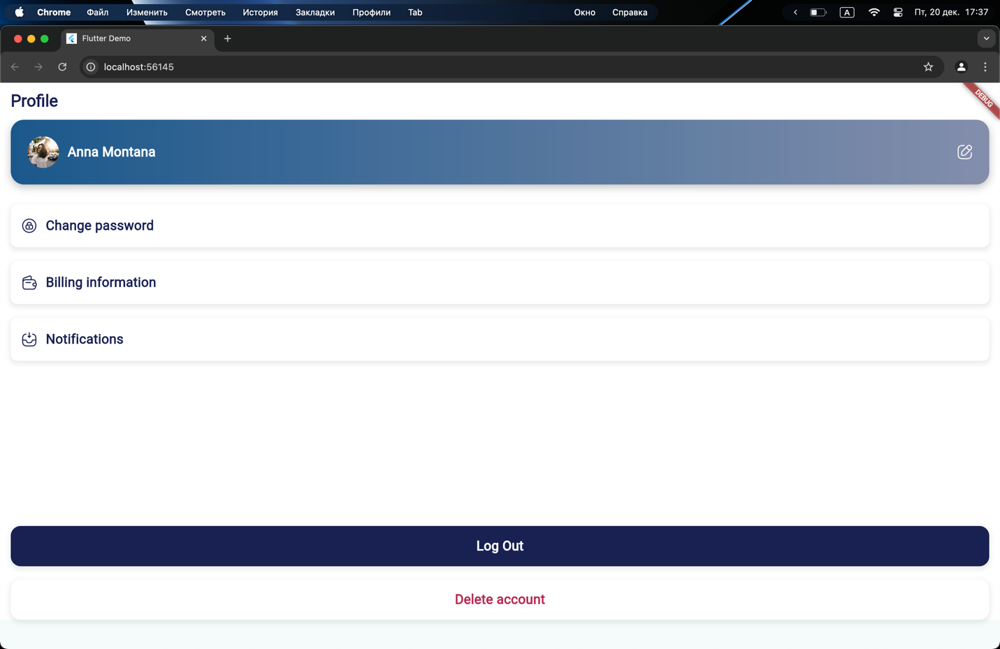 Chrome Файл Изменить Смотреть История Закладки Профили Tab Окно Справка A Пт, 20 дек. 17:37
Flutter Demo
localhost:56145
DEBUG
Profile
Anna Montana
Change password
Billing information
Notifications
Log Out
Delete account